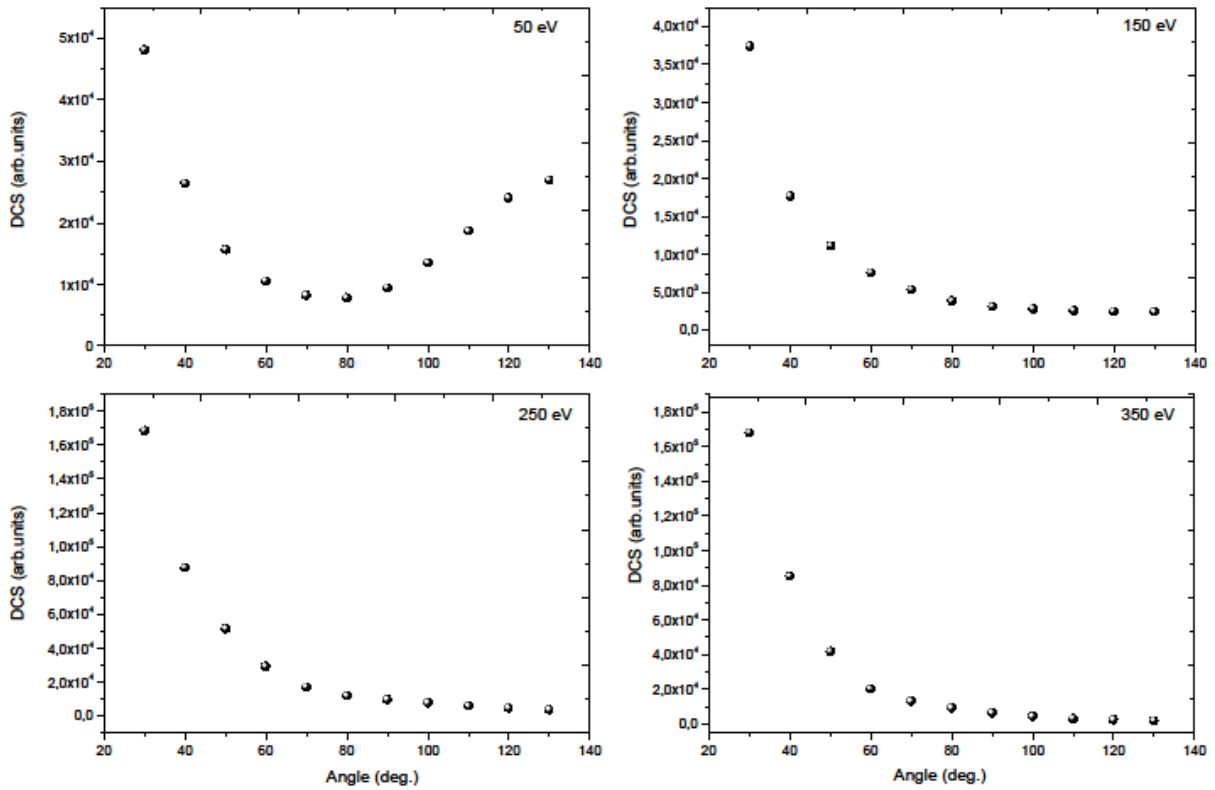 50 eV
DCS (arb.units)
5x10⁴
4x10⁴
3x10⁴
2x10⁴
1x10⁴
0
20 40 60 80 100 120 140
150 eV
DCS (arb.units)
4,0x10⁴
3,5x10⁴
3,0x10⁴
2,5x10⁴
2,0x10⁴
1,5x10⁴
1,0x10⁴
5,0x10³
0,0
20 40 60 80 100 120 140
250 eV
DCS (arb.units)
1,8x10⁵
1,6x10⁵
1,4x10⁵
1,2x10⁵
1,0x10⁵
8,0x10⁴
6,0x10⁴
4,0x10⁴
2,0x10⁴
0,0
20 40 60 80 100 120 140
Angle (deg.)
350 eV
DCS (arb.units)
1,8x10⁵
1,6x10⁵
1,4x10⁵
1,2x10⁵
1,0x10⁵
8,0x10⁴
6,0x10⁴
4,0x10⁴
2,0x10⁴
0,0
20 40 60 80 100 120 140
Angle (deg.)